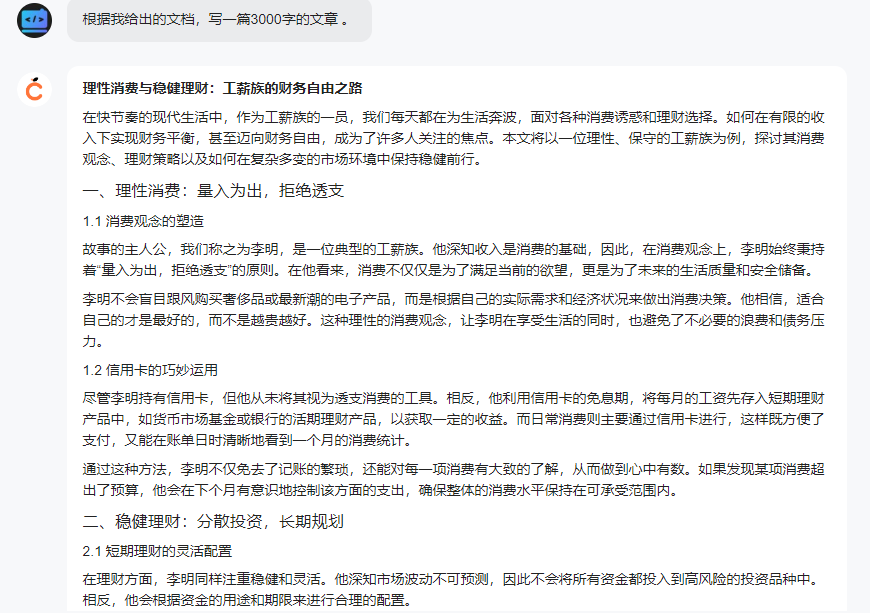 </>
根据我给出的文档，写一篇3000字的文章 。
理性消费与稳健理财：工薪族的财务自由之路
在快节奏的现代生活中，作为工薪族的一员，我们每天都在为生活奔波，面对各种消费诱惑和理财选择。如何在有限的收
入下实现财务平衡，甚至迈向财务自由，成为了许多人关注的焦点。本文将以一位理性、保守的工薪族为例，探讨其消费
观念、理财策略以及如何在复杂多变的市场环境中保持稳健前行。
一、理性消费：量入为出，拒绝透支
1.1 消费观念的塑造
故事的主人公，我们称之为李明，是一位典型的工薪族。他深知收入是消费的基础，因此，在消费观念上，李明始终秉持
着“量入为出，拒绝透支”的原则。在他看来，消费不仅仅是为了满足当前的欲望，更是为了未来的生活质量和安全储备。
李明不会盲目跟风购买奢侈品或最新潮的电子产品，而是根据自己的实际需求和经济状况来做出消费决策。他相信，适合
自己的才是最好的，而不是越贵越好。这种理性的消费观念，让李明在享受生活的同时，也避免了不必要的浪费和债务压
力。
1.2 信用卡的巧妙运用
尽管李明持有信用卡，但他从未将其视为透支消费的工具。相反，他利用信用卡的免息期，将每月的工资先存入短期理财
产品中，如货币市场基金或银行的活期理财产品，以获取一定的收益。而日常消费则主要通过信用卡进行，这样既方便了
支付，又能在账单日时清晰地看到一个月的消费统计。
通过这种方法，李明不仅免去了记账的繁琐，还能对每一项消费有大致的了解，从而做到心中有数。如果发现某项消费超
出了预算，他会在下个月有意识地控制该方面的支出，确保整体的消费水平保持在可承受范围内。
二、稳健理财：分散投资，长期规划
2.1 短期理财的灵活配置
在理财方面，李明同样注重稳健和灵活。他深知市场波动不可预测，因此不会将所有资金都投入到高风险的投资品种中。
相反，他会根据资金的用途和期限来进行合理的配置。